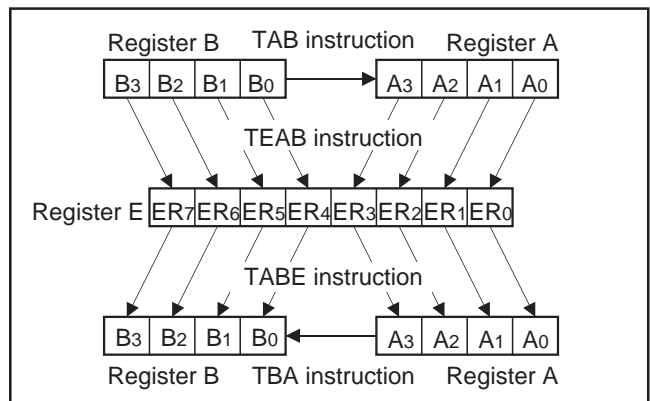 Register B TAB instruction Register A
B3 B2 B1 B0 A3 A2 A1 A0
TEAB instruction
Register E ER7 ER6 ER5 ER4 ER3 ER2 ER1 ER0
TABE instruction
B3 B2 B1 B0 A3 A2 A1 A0
Register B TBA instruction Register A